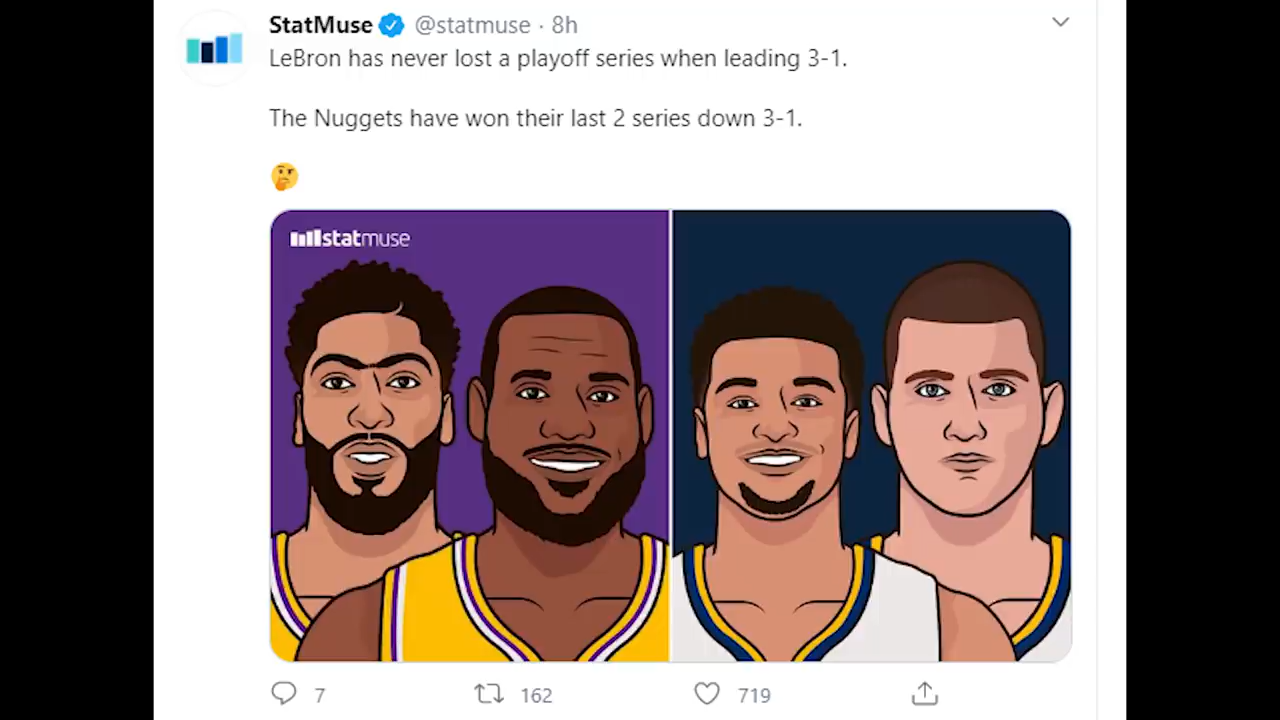 StatMuse @statmuse · 8h
LeBron has never lost a playoff series when leading 3-1.
The Nuggets have won their last 2 series down 3-1.
🤔
statmuse
7 162 719